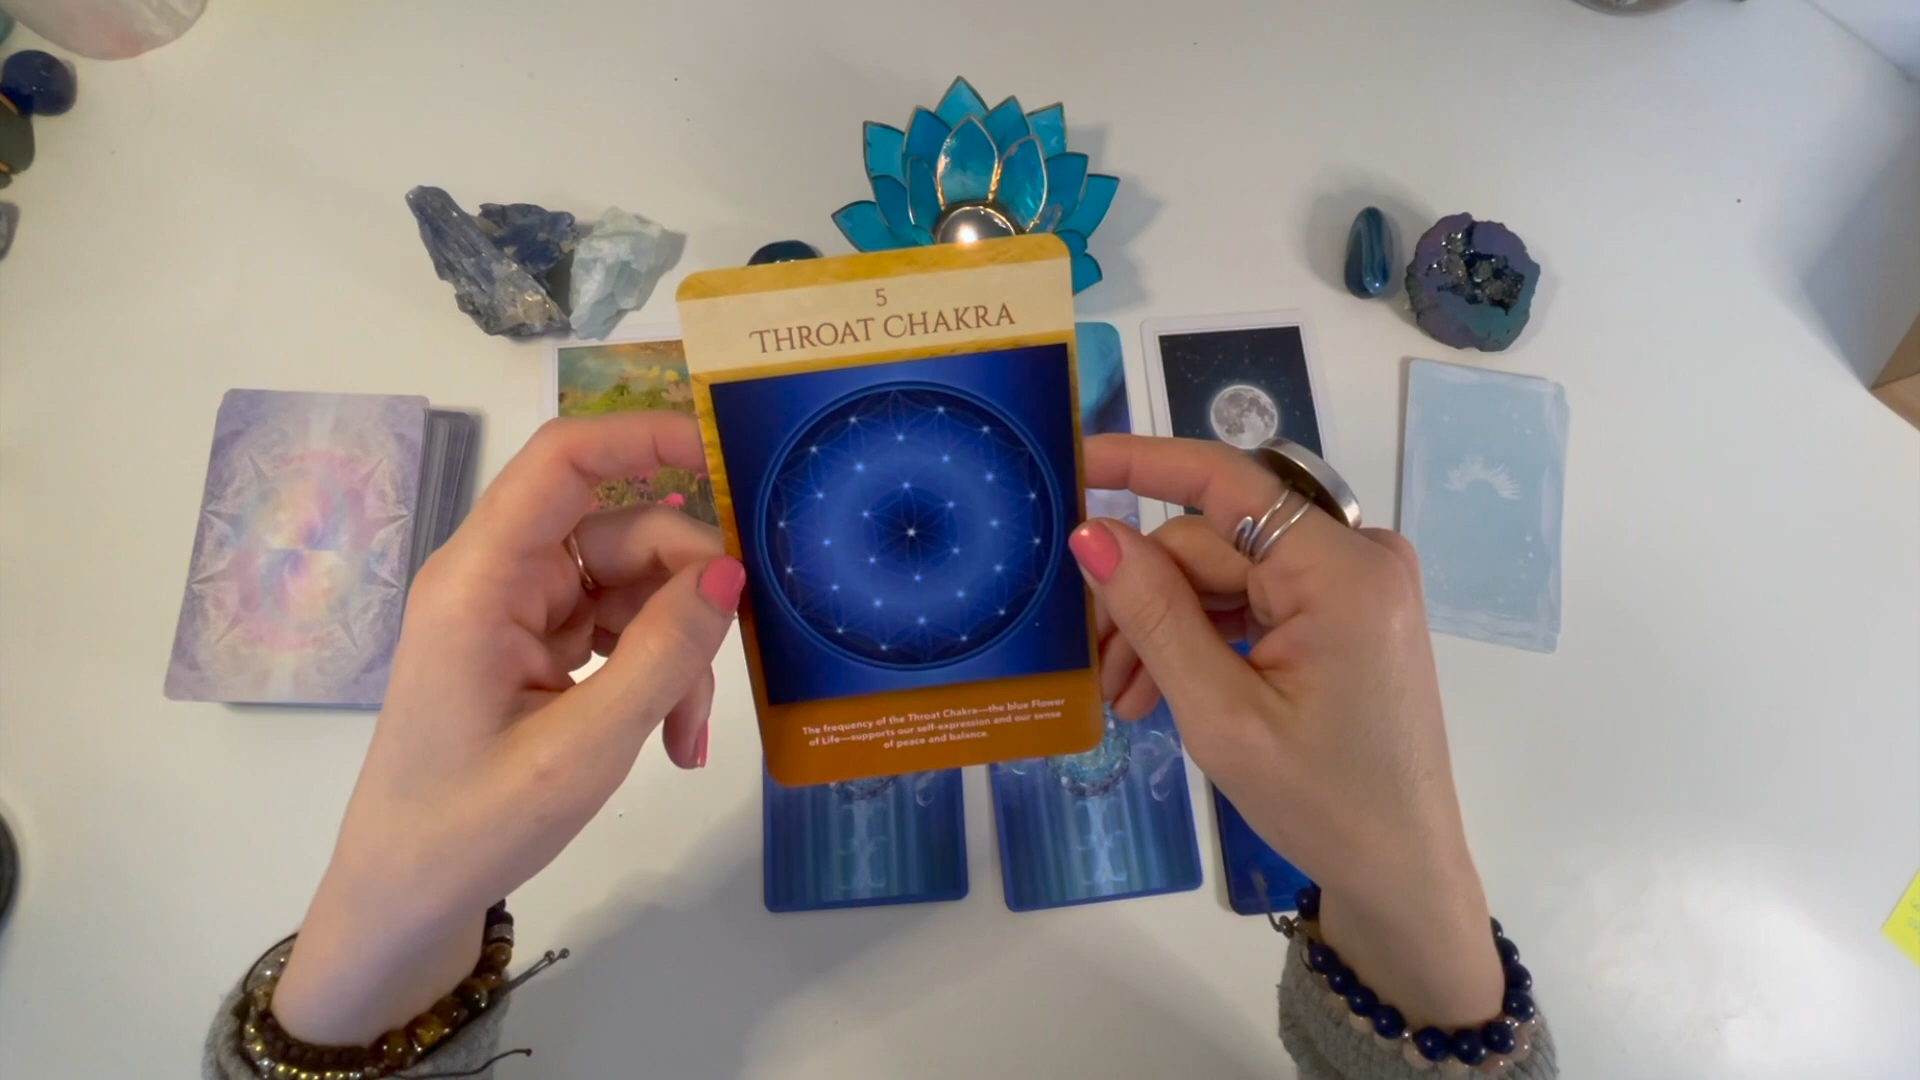 5
THROAT CHAKRA
The frequency of the Throat Chakra—the blue Flower
of Life—supports our self-expression and our sense
of peace and balance.